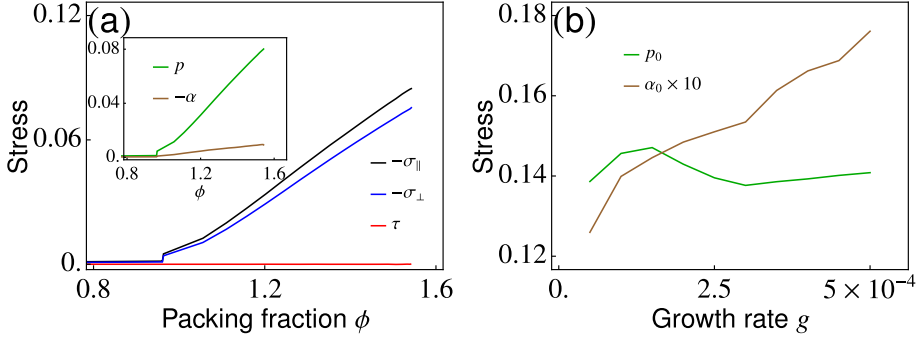 (a)
0.12
0.06
0.
Stress
0.08
0.04
0.
p
−α
0.8 1.2 1.6
ϕ
−σ∥
−σ⊥
τ
0.8 1.2 1.6
Packing fraction ϕ
(b)
0.18
0.16
0.14
0.12
Stress
p₀
α₀ × 10
0. 2.5 5 × 10⁻⁴
Growth rate g